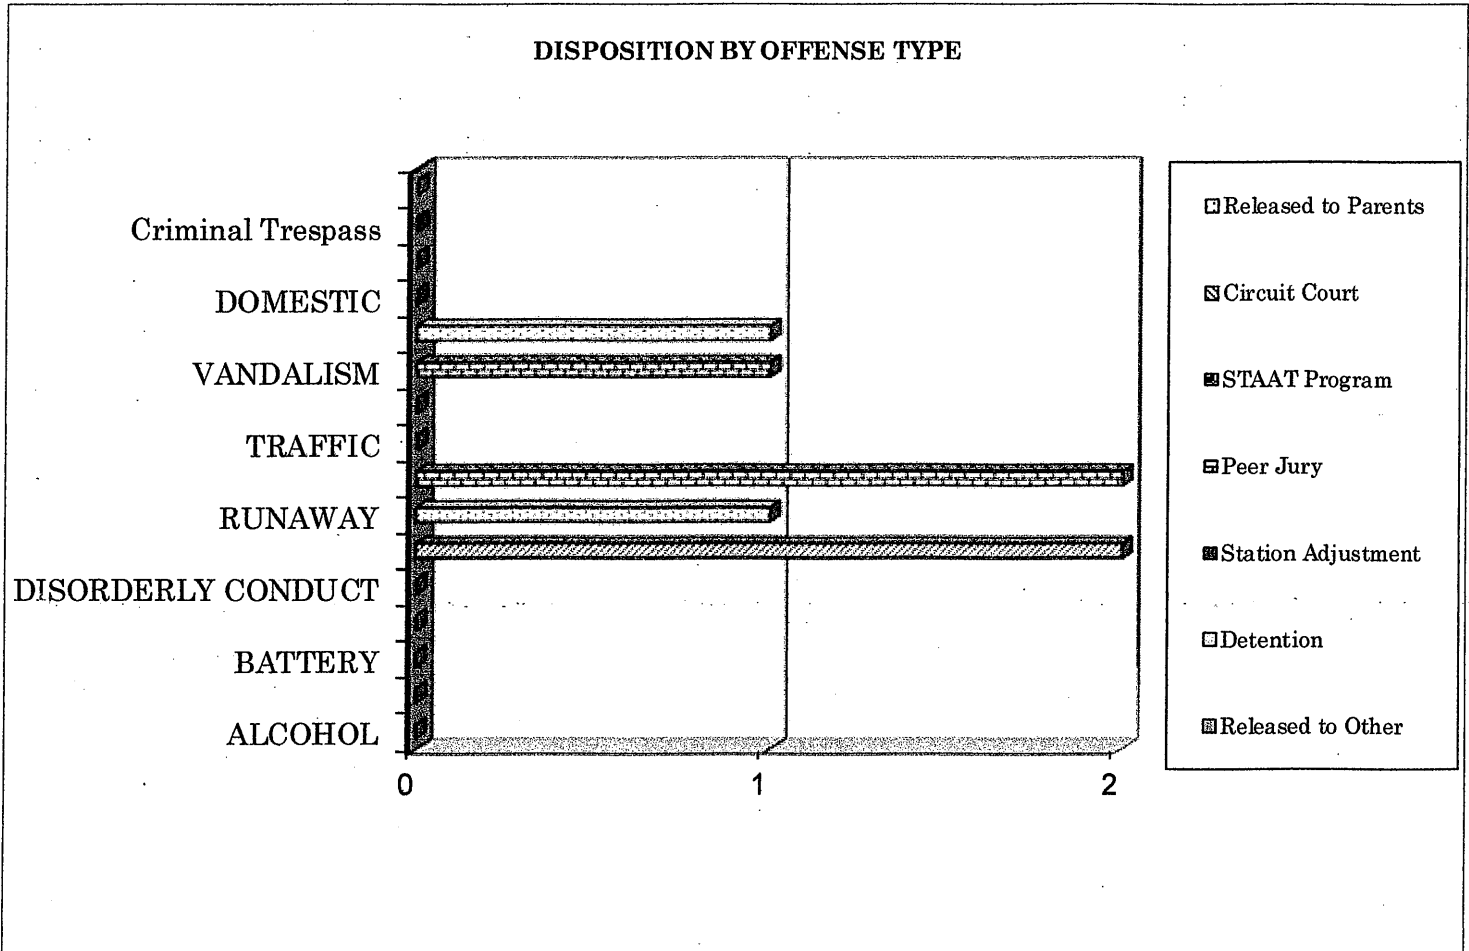 DISPOSITION BY OFFENSE TYPE
Criminal Trespass
DOMESTIC
VANDALISM
TRAFFIC
RUNAWAY
DISORDERLY CONDUCT
BATTERY
ALCOHOL
0 1 2
Released to Parents
Circuit Court
STAAT Program
Peer Jury
Station Adjustment
Detention
Released to Other